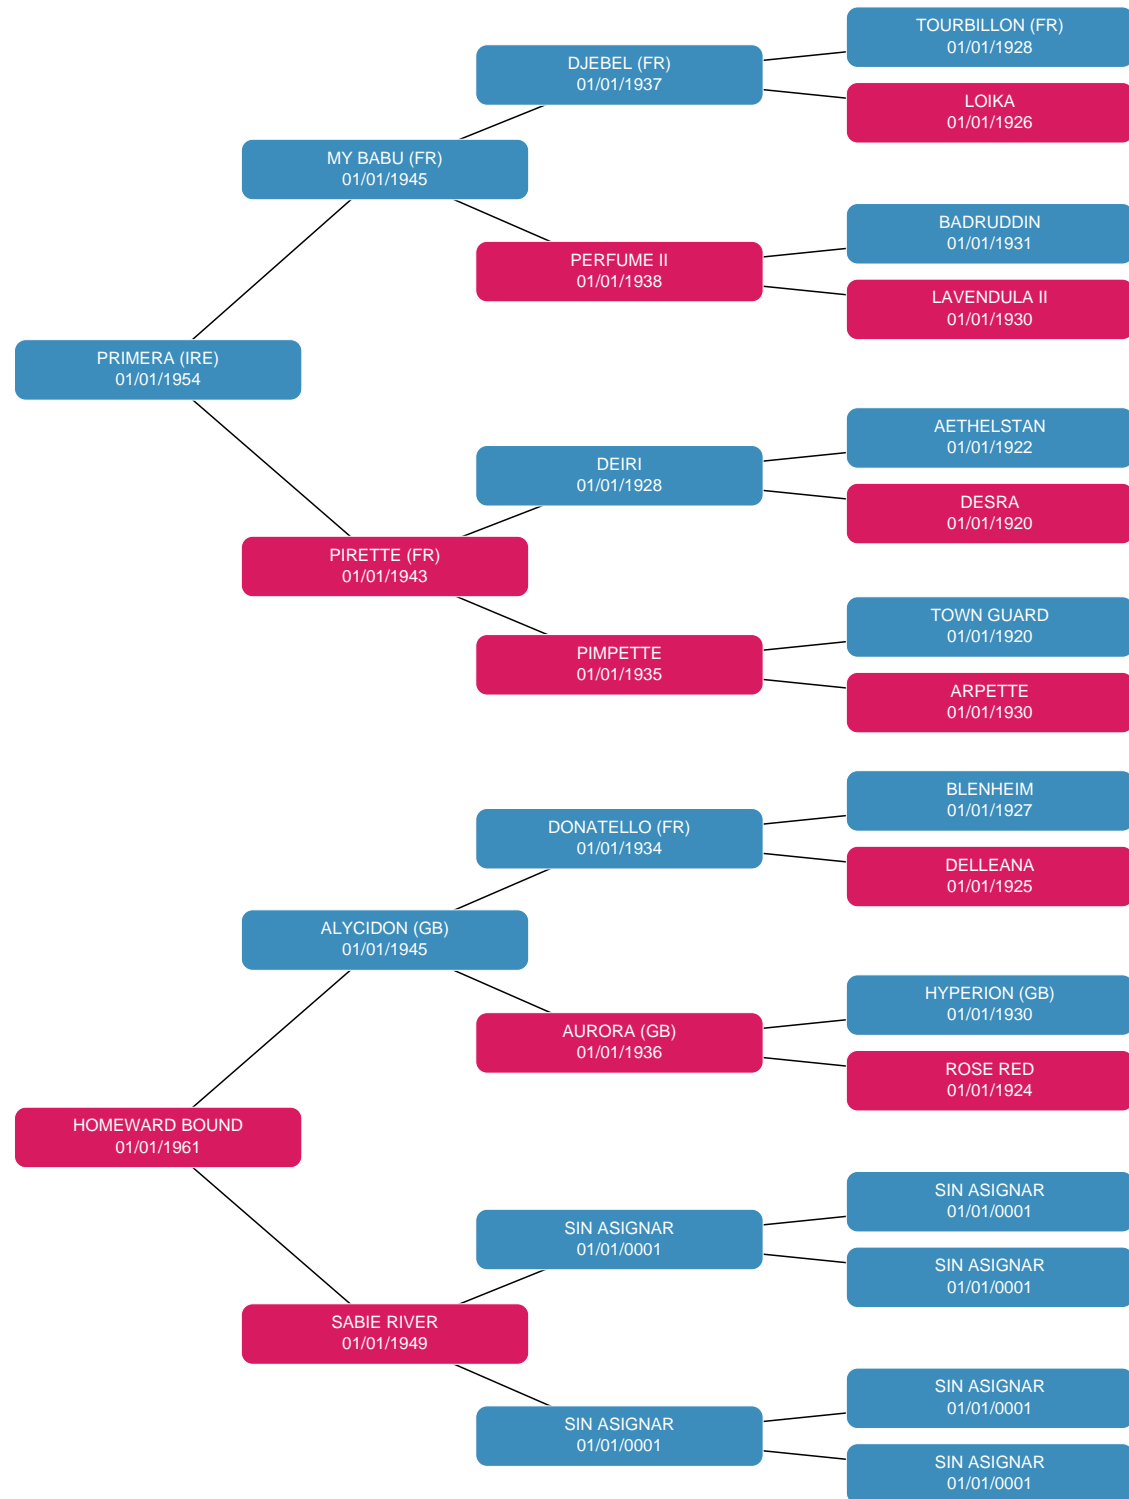 TOURBILLON (FR)
01/01/1928
DJEBEL (FR)
01/01/1937
LOIKA
01/01/1926
MY BABU (FR)
01/01/1945
BADRUDDIN
01/01/1931
PERFUME II
01/01/1938
LAVENDULA II
01/01/1930
PRIMERA (IRE)
01/01/1954
AETHELSTAN
01/01/1922
DEIRI
01/01/1928
DESRA
01/01/1920
PIRETTE (FR)
01/01/1943
TOWN GUARD
01/01/1920
PIMPETTE
01/01/1935
ARPETTE
01/01/1930
BLENHEIM
01/01/1927
DONATELLO (FR)
01/01/1934
DELLEANA
01/01/1925
ALYCIDON (GB)
01/01/1945
HYPERION (GB)
01/01/1930
AURORA (GB)
01/01/1936
ROSE RED
01/01/1924
HOMEWARD BOUND
01/01/1961
SIN ASIGNAR
01/01/0001
SIN ASIGNAR
01/01/0001
SIN ASIGNAR
01/01/0001
SABIE RIVER
01/01/1949
SIN ASIGNAR
01/01/0001
SIN ASIGNAR
01/01/0001
SIN ASIGNAR
01/01/0001